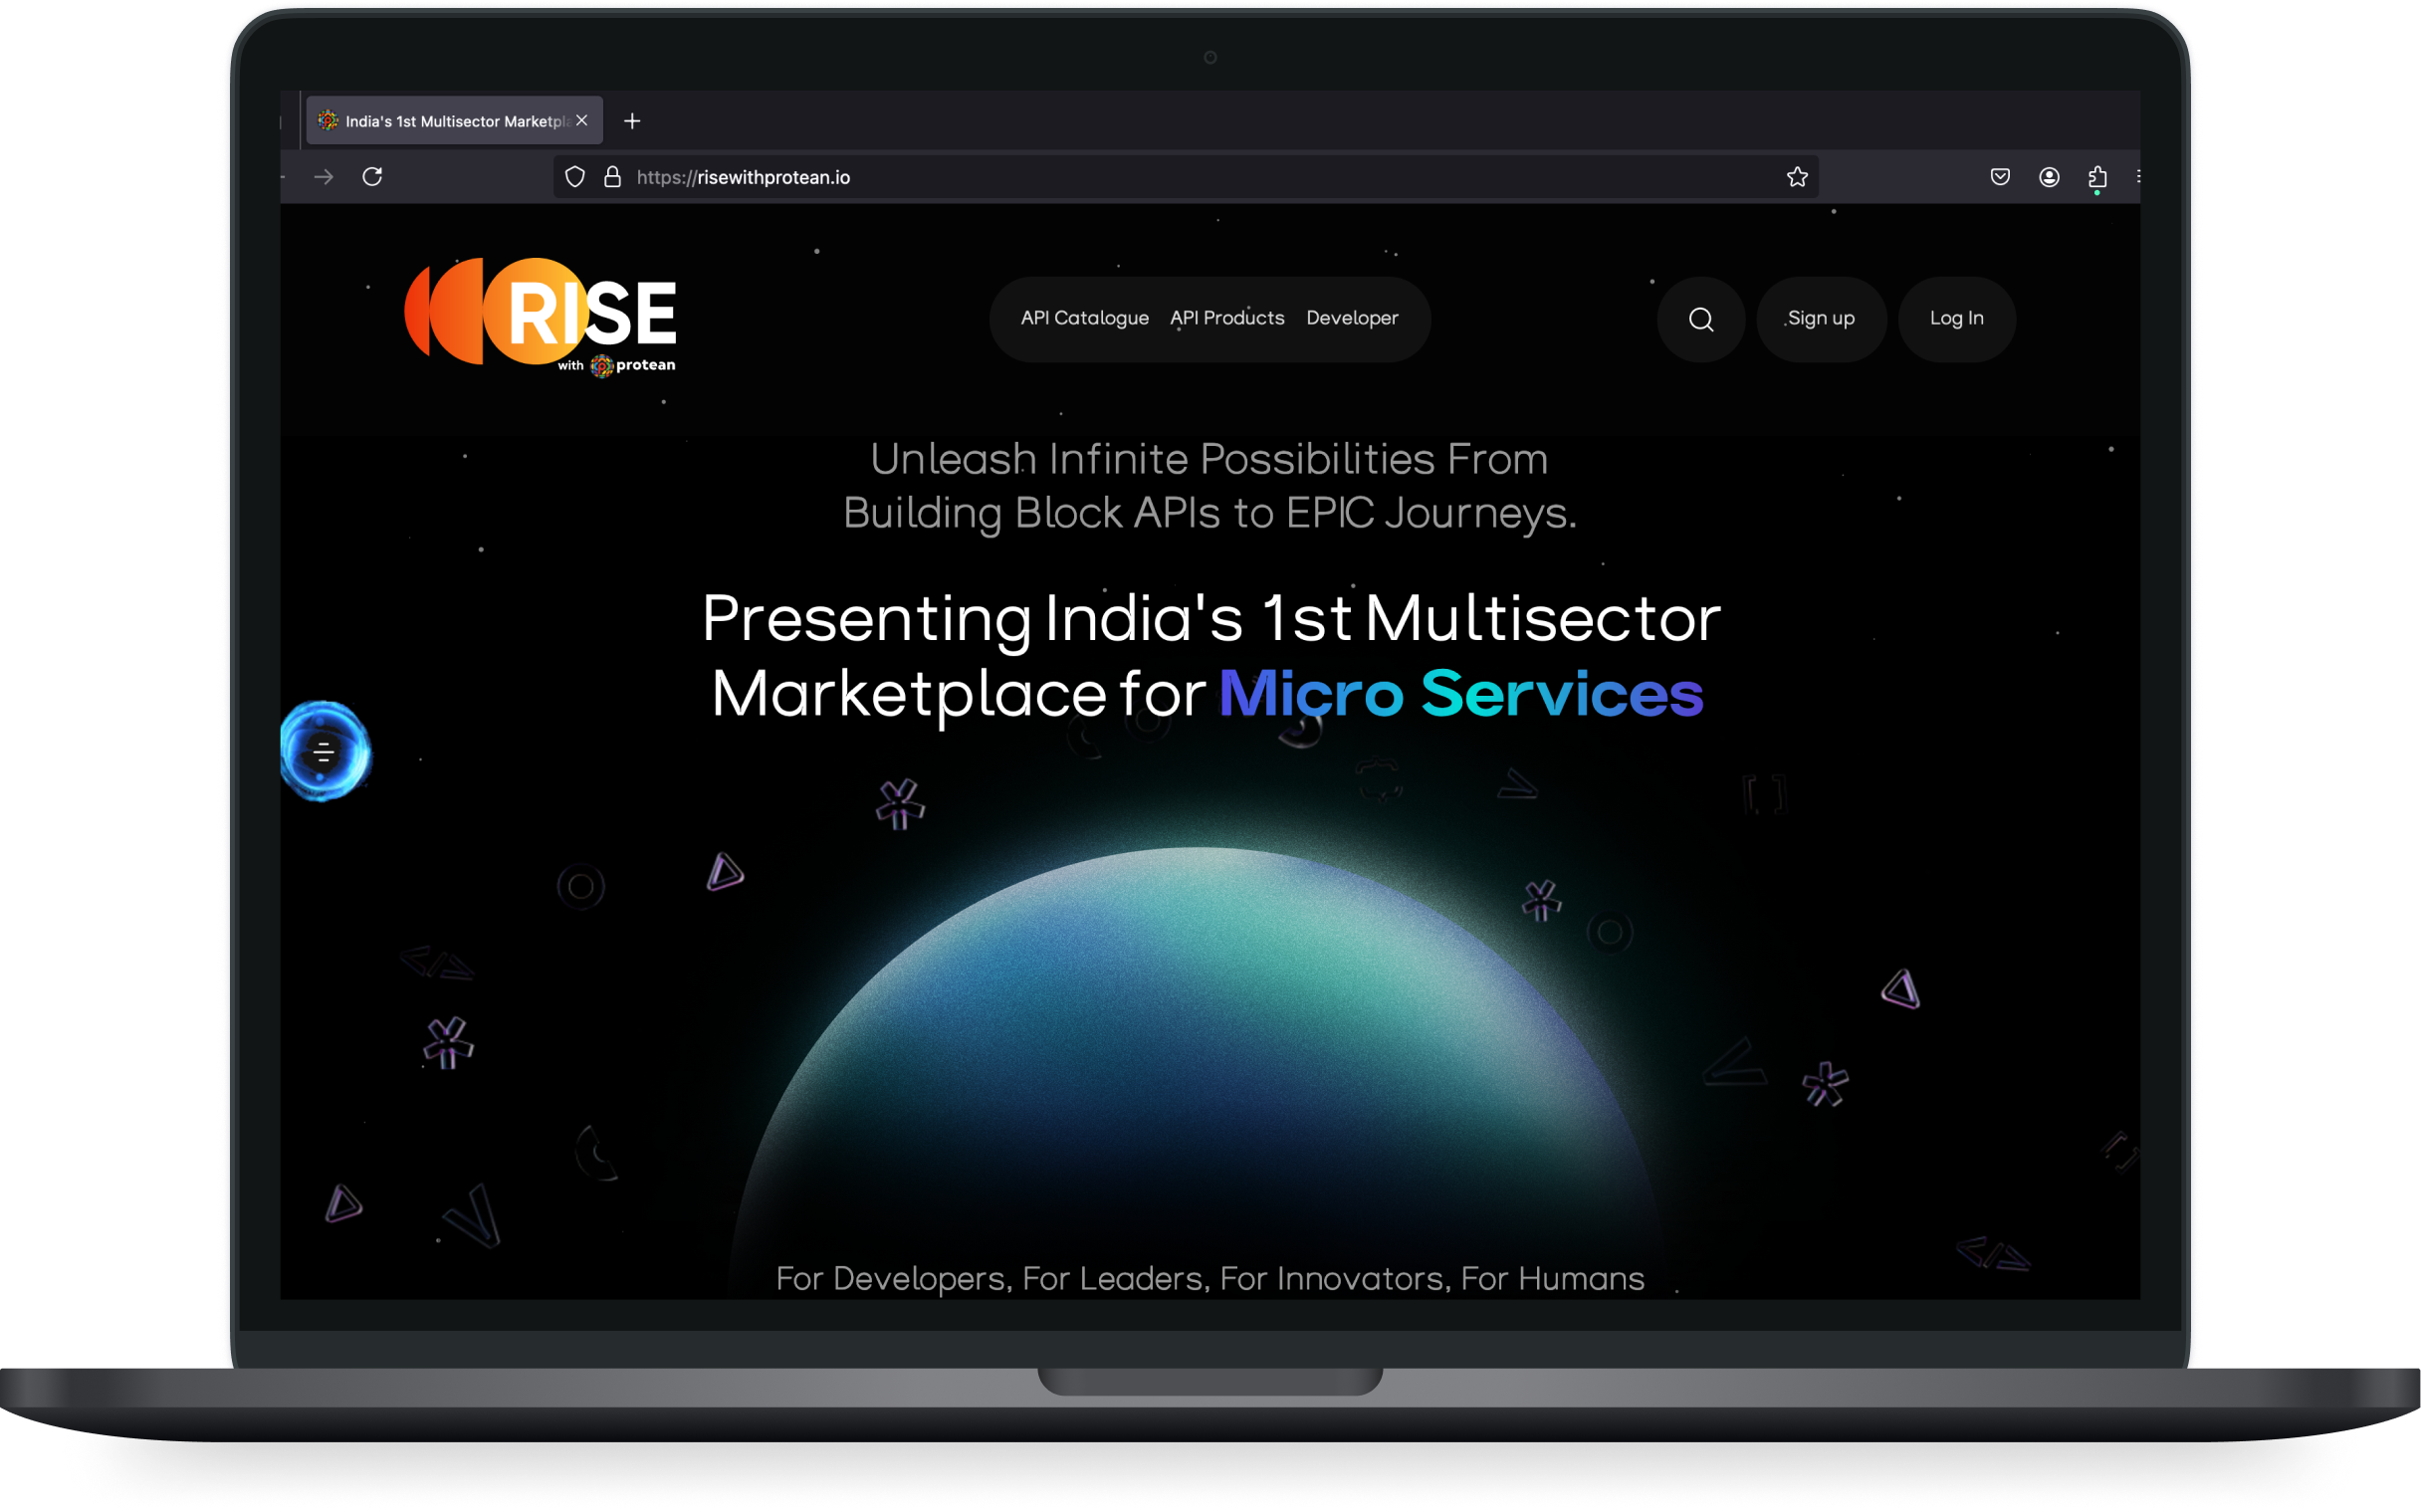 India's 1st Multisector Marketpla
https://risewithprotean.io
RISE
with protean
API Catalogue API Products Developer
Sign up
Log In
Unleash Infinite Possibilities From
Building Block APIs to EPIC Journeys.
Presenting India's 1st Multisector
Marketplace for Micro Services
For Developers, For Leaders, For Innovators, For Humans